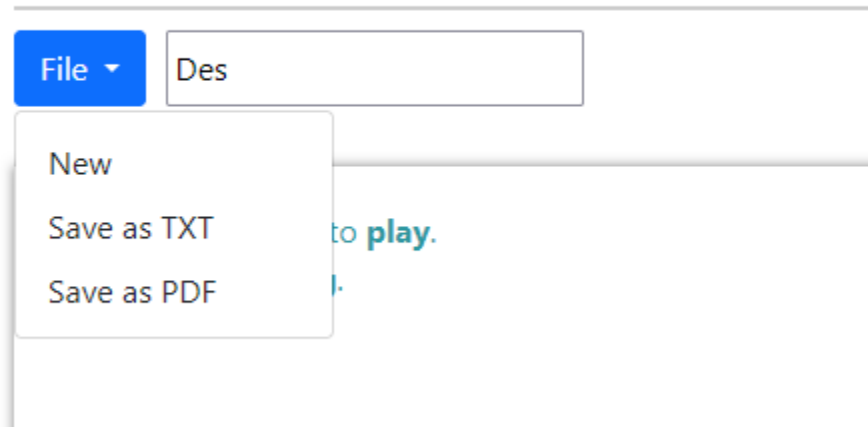 File
Des
New
Save as TXT
to play.
Save as PDF